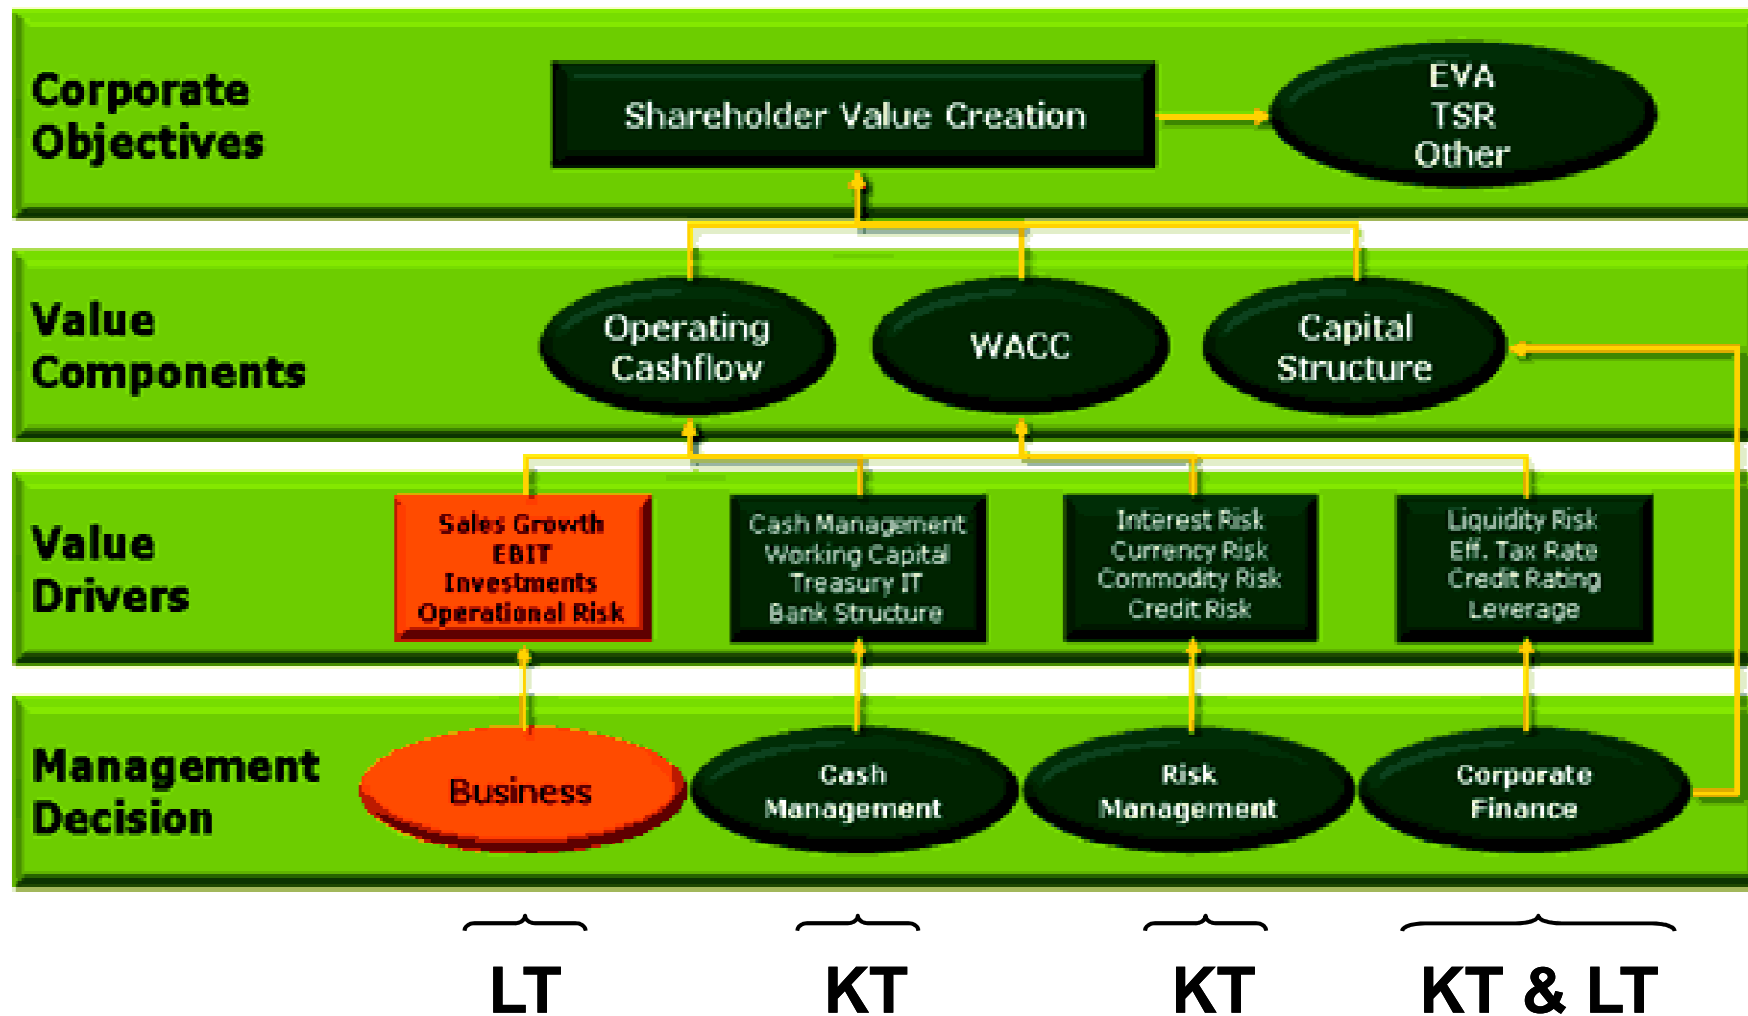 Corporate
Objectives
Shareholder Value Creation
EVA
TSR
Other
Value
Components
Operating
Cashflow
WACC
Capital
Structure
Value
Drivers
Sales Growth
EBIT
Investments
Operational Risk
Cash Management
Working Capital
Treasury IT
Bank Structure
Interest Risk
Currency Risk
Commodity Risk
Credit Risk
Liquidity Risk
Eff. Tax Rate
Credit Rating
Leverage
Management
Decision
Business
Cash
Management
Risk
Management
Corporate
Finance
LT
KT
KT
KT & LT